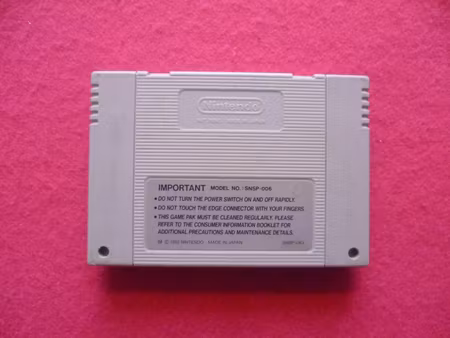 Nintendo
IMPORTANT MODEL NO. SNSP-006
• DO NOT TURN THE POWER SWITCH ON AND OFF RAPIDLY.
• DO NOT TOUCH THE EDGE CONNECTOR WITH YOUR FINGERS
• THIS GAME PAK MUST BE CLEANED REGULARLY. PLEASE
REFER TO THE CONSUMER INFORMATION BOOKLET FOR
ADDITIONAL PRECAUTIONS AND MAINTENANCE DETAILS.
NINTENDO MADE IN JAPAN